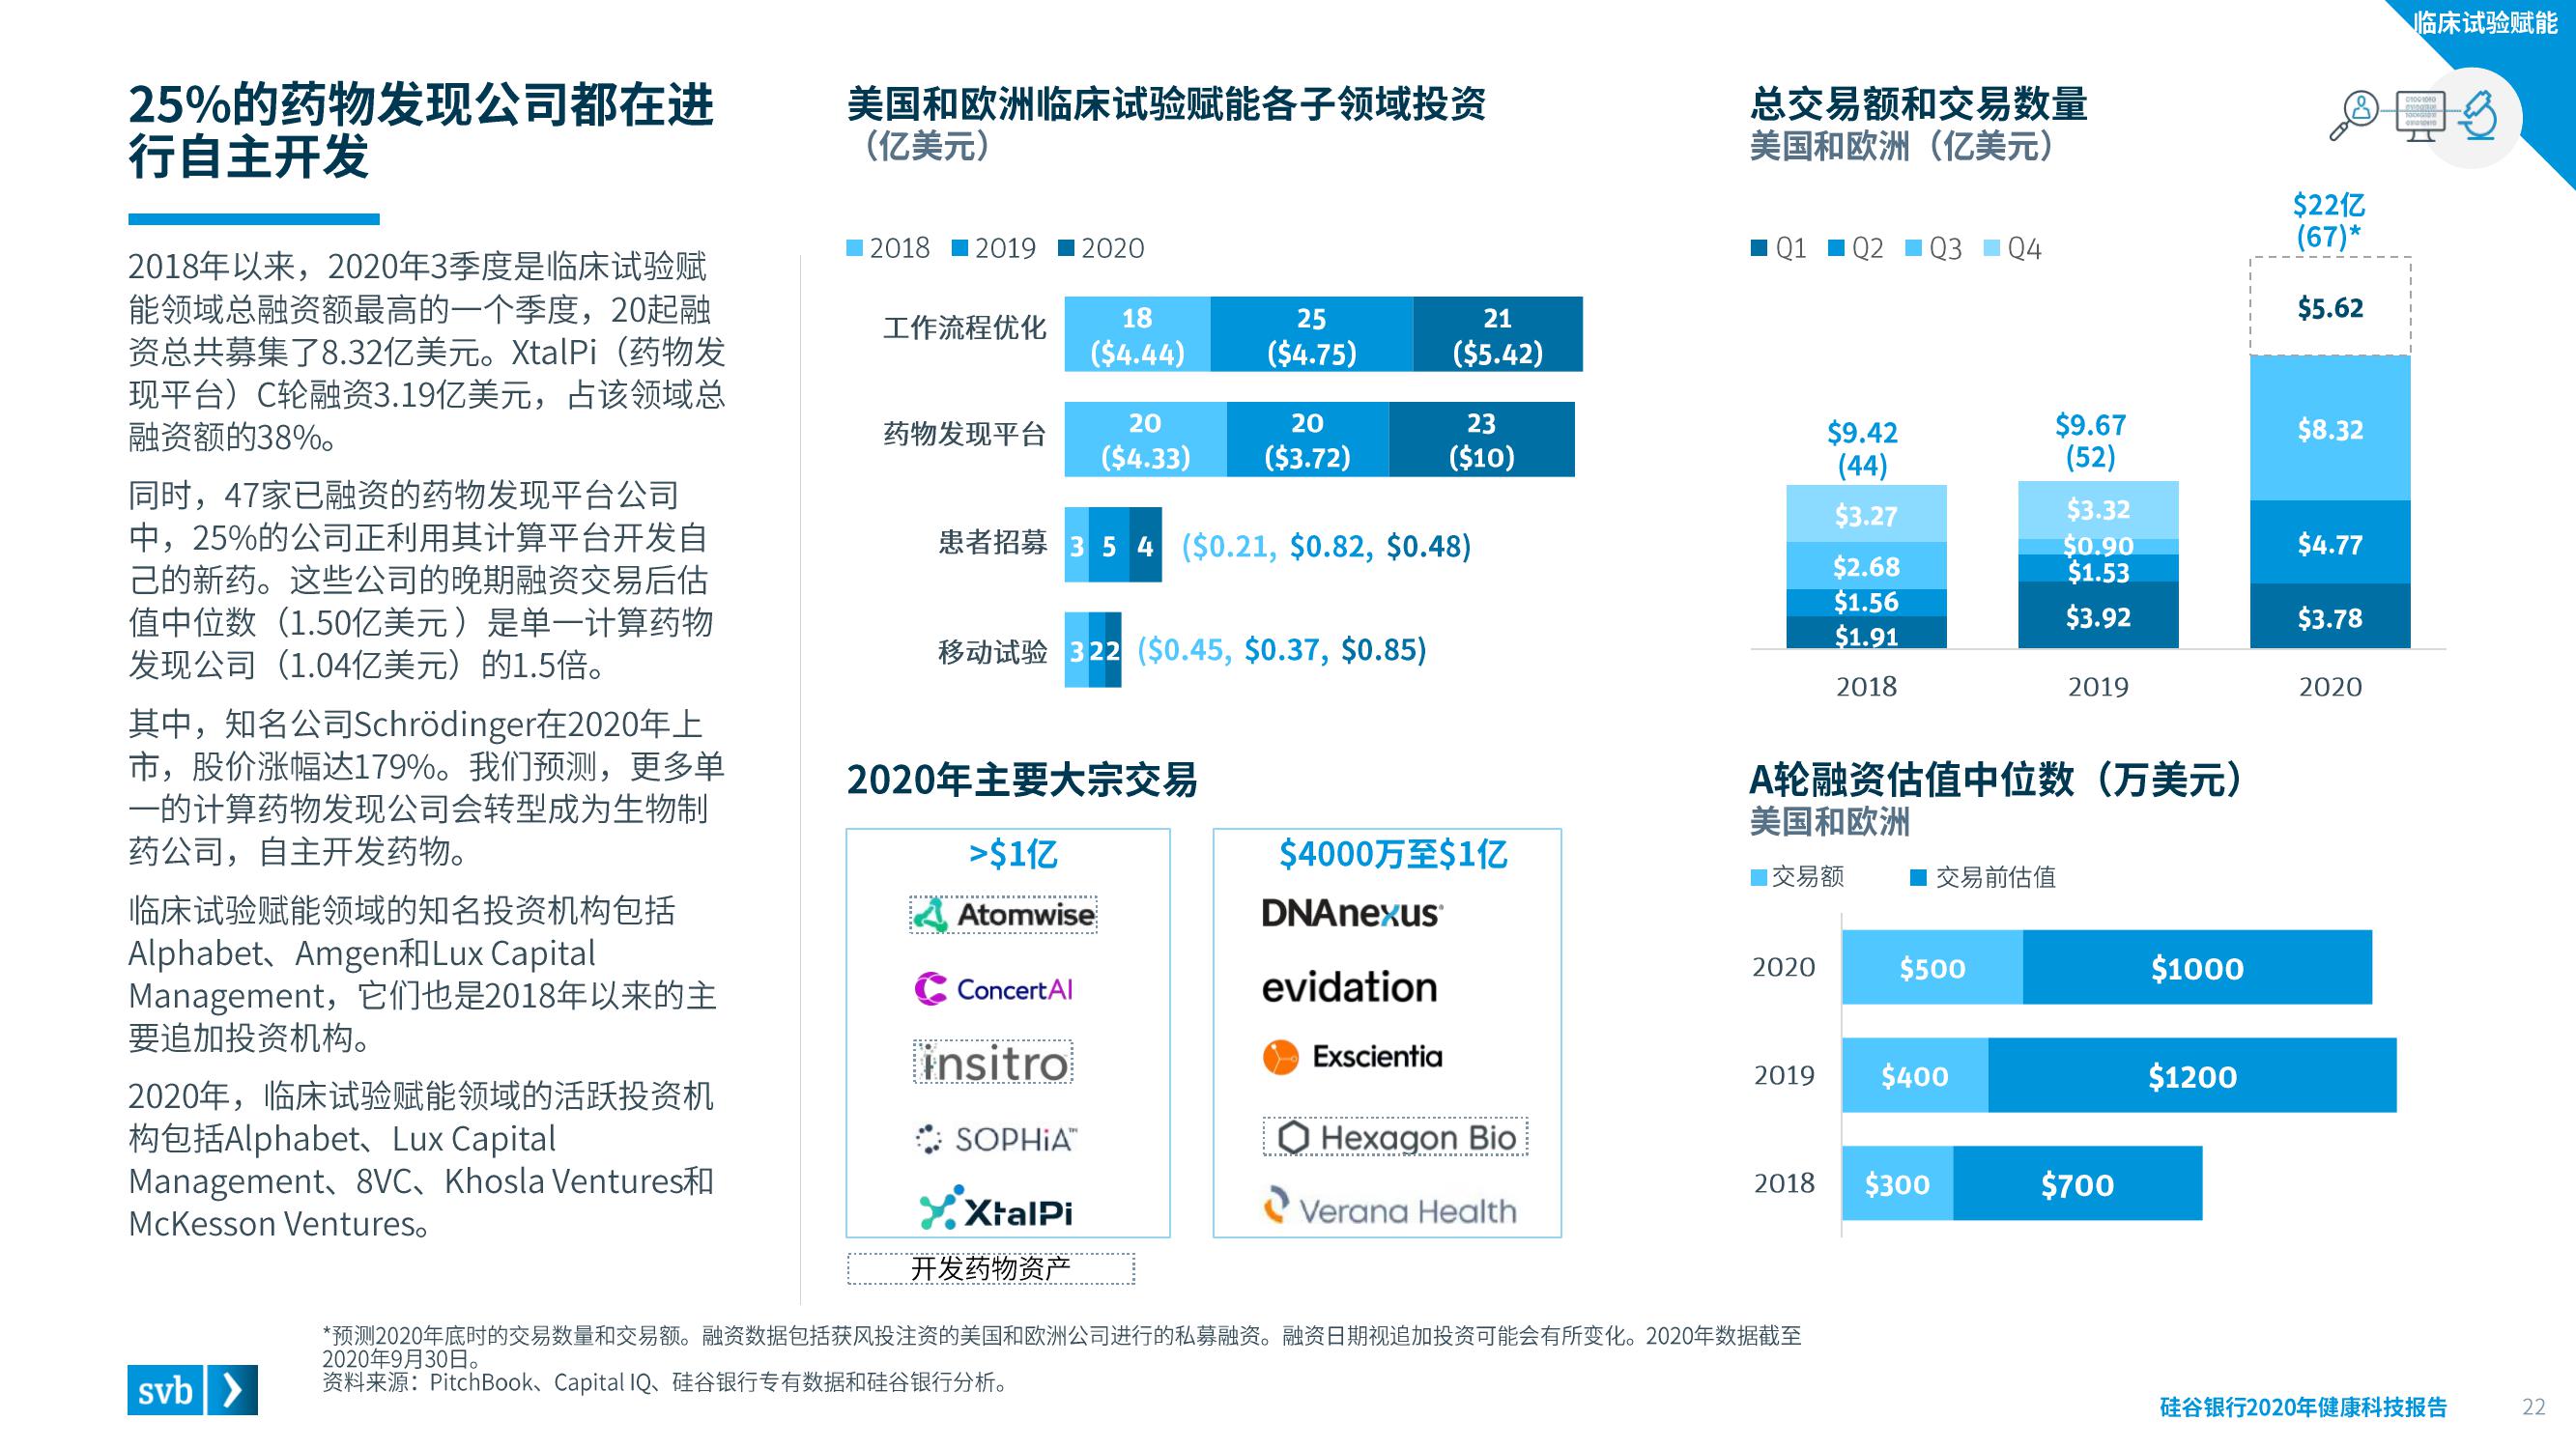 临床试验赋能
25%的药物发现公司都在进
行自主开发
2018年以来，2020年3季度是临床试验赋
能领域总融资额最高的一个季度，20起融
资总共募集了8.32亿美元。XtalPi（药物发
现平台）C轮融资3.19亿美元，占该领域总
融资额的38%。
同时，47家已融资的药物发现平台公司
中，25%的公司正利用其计算平台开发自
己的新药。这些公司的晚期融资交易后估
值中位数（1.50亿美元 ）是单一计算药物
发现公司（1.04亿美元）的1.5倍。
其中，知名公司Schrödinger在2020年上
市，股价涨幅达179%。我们预测，更多单
一的计算药物发现公司会转型成为生物制
药公司，自主开发药物。
临床试验赋能领域的知名投资机构包括
Alphabet、Amgen和Lux Capital
Management，它们也是2018年以来的主
要追加投资机构。
2020年，临床试验赋能领域的活跃投资机
构包括Alphabet、Lux Capital
Management、8VC、Khosla Ventures和
McKesson Ventures。
美国和欧洲临床试验赋能各子领域投资
（亿美元）
2018 2019 2020
工作流程优化 18 ($4.44) 25 ($4.75) 21 ($5.42)
药物发现平台 20 ($4.33) 20 ($3.72) 23 ($10)
患者招募 3 5 4 ($0.21, $0.82, $0.48)
移动试验 3 2 2 ($0.45, $0.37, $0.85)
2020年主要大宗交易
>$1亿
Atomwise
ConcertAI
insitro
SOPHiA™
XtalPi
$4000万至$1亿
DNAnexus®
evidation
Exscientia
Hexagon Bio
Verana Health
开发药物资产
总交易额和交易数量
美国和欧洲（亿美元）
Q1 Q2 Q3 Q4
$9.42
(44)
$3.27
$2.68
$1.56
$1.91
2018
$9.67
(52)
$3.32
$0.90
$1.53
$3.92
2019
$22亿
(67)*
$5.62
$8.32
$4.77
$3.78
2020
A轮融资估值中位数（万美元）
美国和欧洲
交易额 交易前估值
2020 $500 $1000
2019 $400 $1200
2018 $300 $700
*预测2020年底时的交易数量和交易额。融资数据包括获风投注资的美国和欧洲公司进行的私募融资。融资日期视追加投资可能会有所变化。2020年数据截至
2020年9月30日。
资料来源：PitchBook、Capital IQ、硅谷银行专有数据和硅谷银行分析。
svb
硅谷银行2020年健康科技报告 22